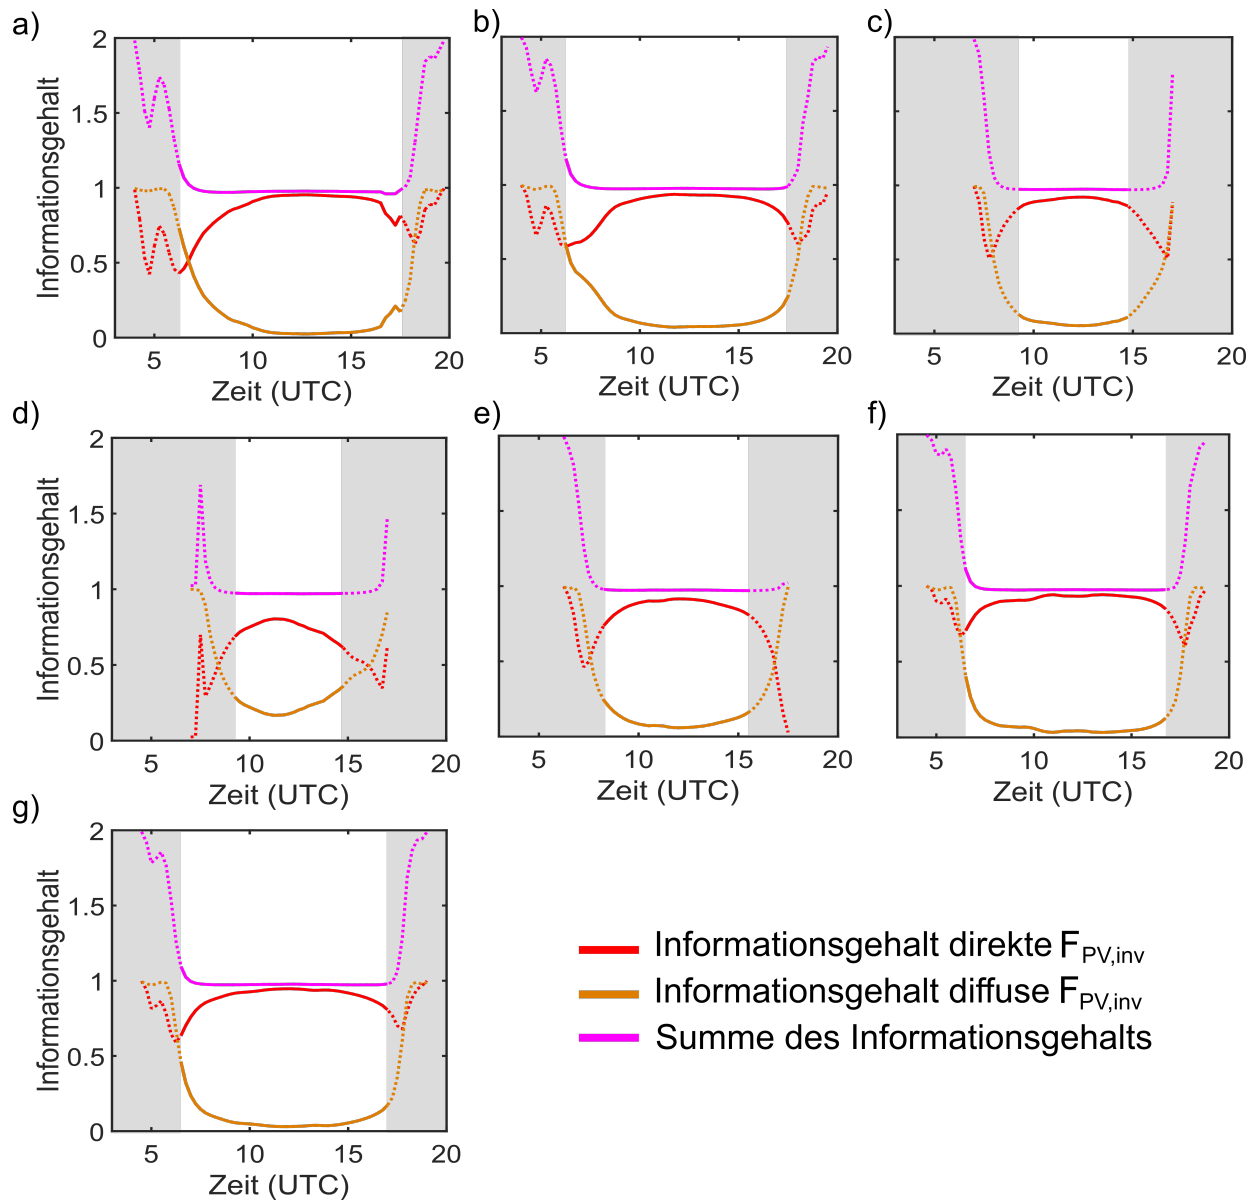 a)
b)
c)
2
1.5
1
0.5
0
Informationsgehalt
5 10 15 20
5 10 15 20
5 10 15 20
Zeit (UTC)
Zeit (UTC)
Zeit (UTC)
d)
e)
f)
2
1.5
1
0.5
0
Informationsgehalt
5 10 15 20
5 10 15 20
5 10 15 20
Zeit (UTC)
Zeit (UTC)
Zeit (UTC)
g)
2
1.5
1
0.5
0
Informationsgehalt
5 10 15 20
Zeit (UTC)
Informationsgehalt direkte F_PV,inv
Informationsgehalt diffuse F_PV,inv
Summe des Informationsgehalts